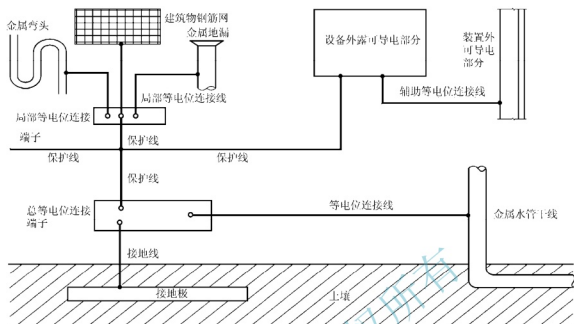 金属弯头
建筑物钢筋网
金属地漏
设备外露可导电部分
装置外
可导电
部分
局部等电位连接线
辅助等电位连接线
局部等电位连接
端子
保护线
保护线
保护线
保护线
总等电位连接
端子
等电位连接线
金属水管干线
接地线
接地极
土壤
所有